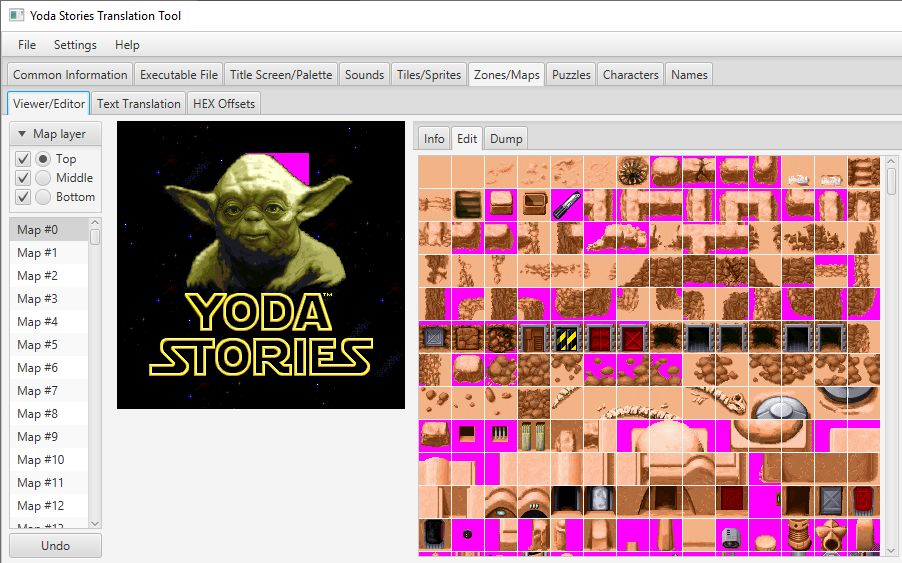 Yoda Stories Translation Tool
File Settings Help
Common Information Executable File Title Screen/Palette Sounds Tiles/Sprites Zones/Maps Puzzles Characters Names
Viewer/Editor Text Translation HEX Offsets
Map layer
Top
Middle
Bottom
Map #0
Map #1
Map #2
Map #3
Map #4
Map #5
Map #6
Map #7
Map #8
Map #9
Map #10
Map #11
Map #12
Undo
YODA™
STORIES
Info Edit Dump